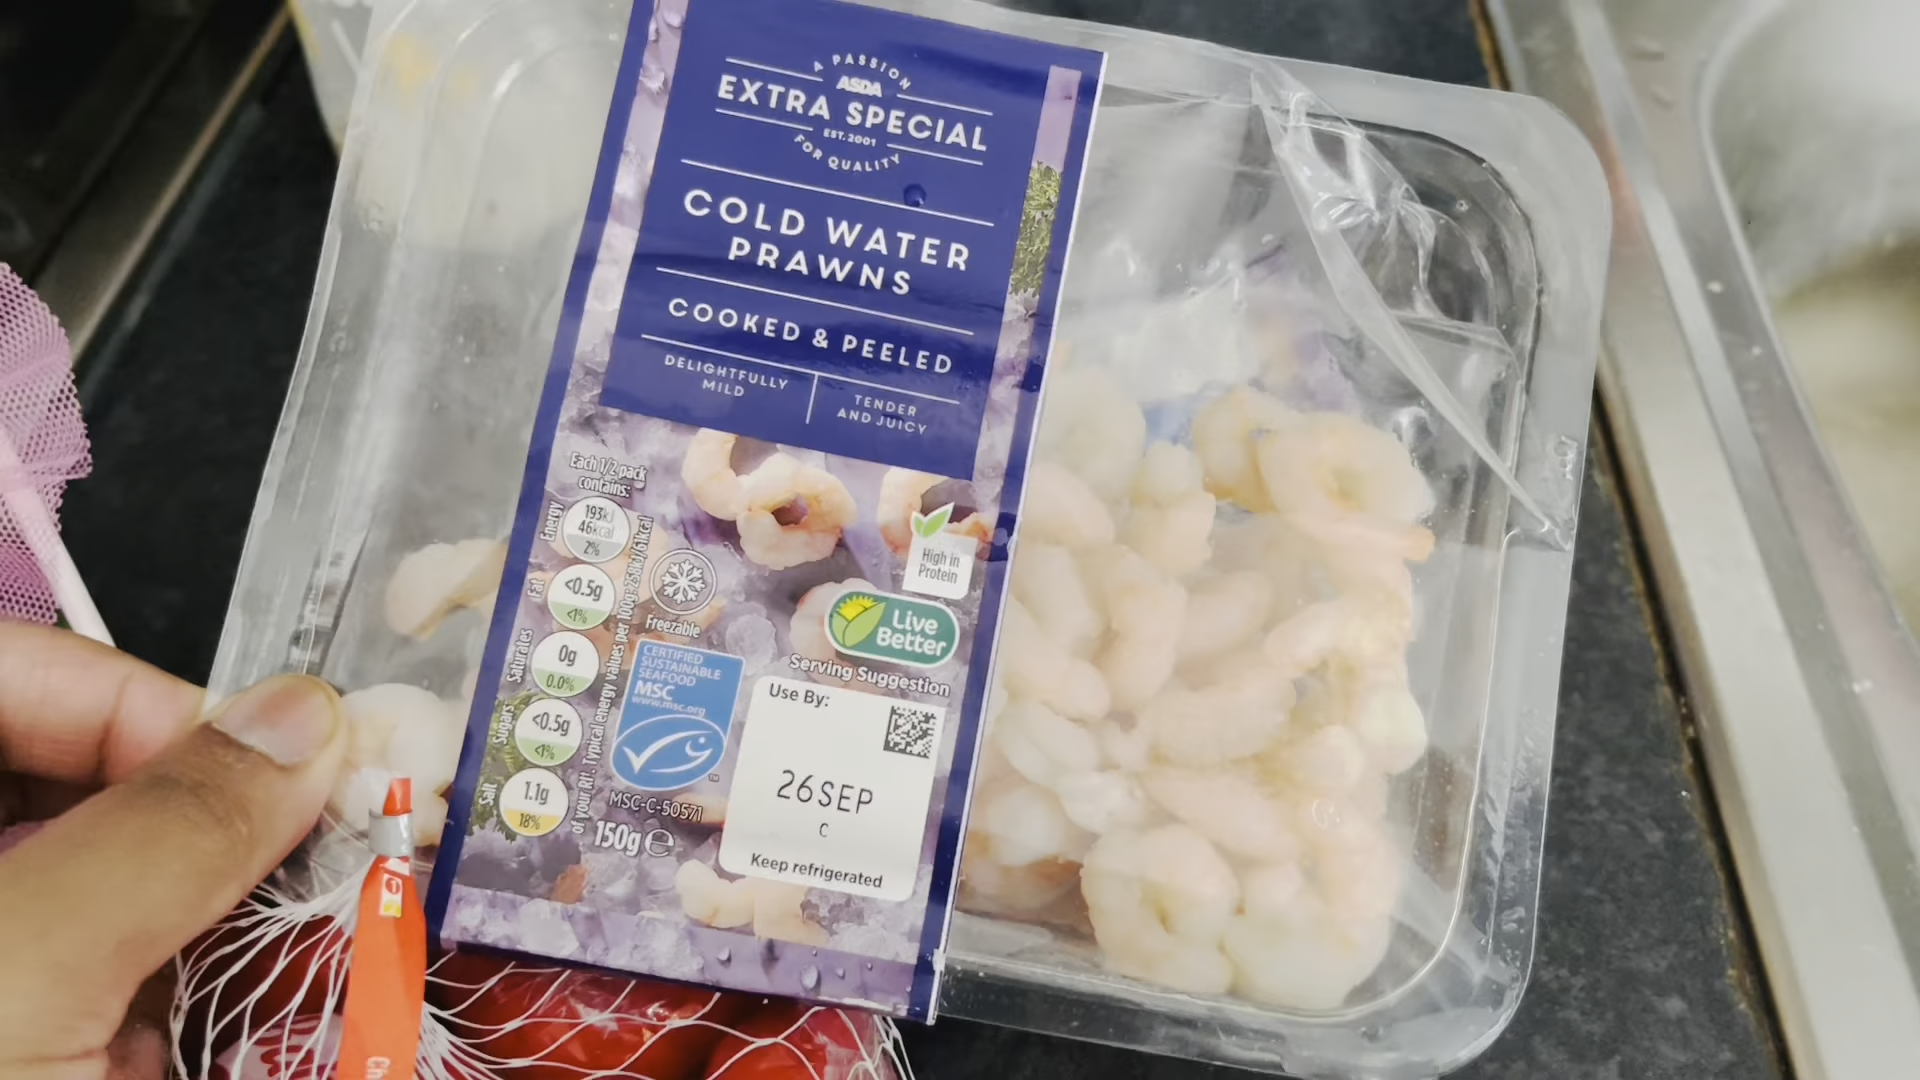 A PASSION
ASDA
EXTRA SPECIAL
EST. 2001
FOR QUALITY
COLD WATER
PRAWNS
COOKED & PEELED
DELIGHTFULLY
MILD
TENDER
AND JUICY
Each 1/2 pack
contains:
Energy
193kJ
46kcal
2%
Fat
<0.5g
<1%
Saturates
0g
0.0%
Sugars
<0.5g
<1%
Salt
1.1g
18%
of your RI*. Typical energy values per 100g: 258kJ/61kcal
Freezable
High in
Protein
Live
Better
Serving Suggestion
CERTIFIED
SUSTAINABLE
SEAFOOD
MSC
www.msc.org
TM
MSC-C-50571
150g e
Use By:
26SEP
C
Keep refrigerated